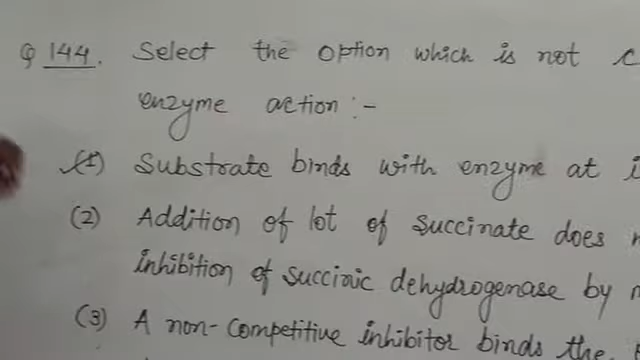 Q 144. Select the option which is not
enzyme action :-
(1) Substrate binds with enzyme at
(2) Addition of lot of succinate does
inhibition of succinic dehydrogenase by
(3) A non-competitive inhibitor binds the